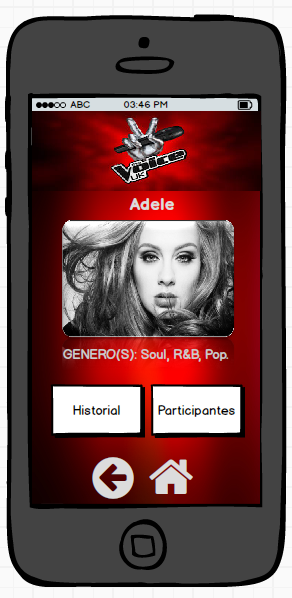 ABC 03:46 PM
THE
Voice
UK
Adele
GENERO(S): Soul, R&B, Pop.
Historial Participantes